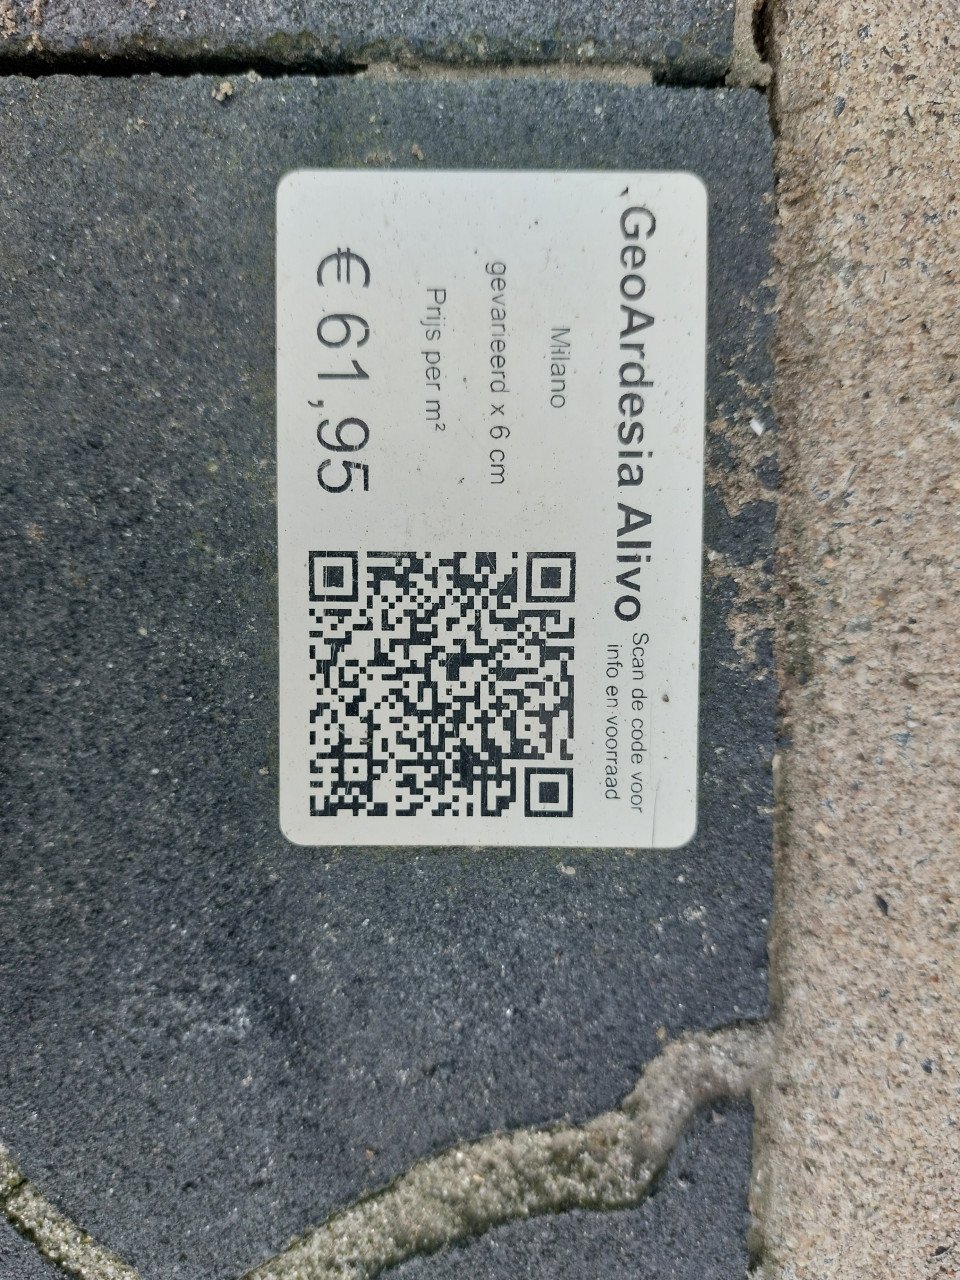 GeoArdesia Alivo
Milano
gevarieerd x 6 cm
Prijs per m²
€ 61,95
Scan de code voor
info en voorraad